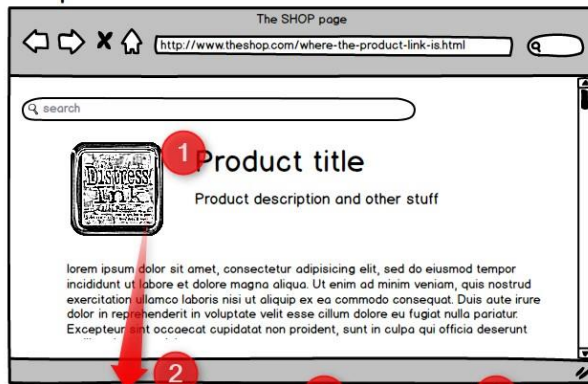 The SHOP page
http://www.theshop.com/where-the-product-link-is.html
search
1
Product title
Distress
Ink
Product description and other stuff
lorem ipsum dolor sit amet, consectetur adipisicing elit, sed do eiusmod tempor
incididunt ut labore et dolore magna aliqua. Ut enim ad minim veniam, quis nostrud
exercitation ullamco laboris nisi ut aliquip ex ea commodo consequat. Duis aute irure
dolor in reprehenderit in voluptate velit esse cillum dolore eu fugiat nulla pariatur.
Excepteur sint occaecat cupidatat non proident, sunt in culpa qui officia deserunt
2